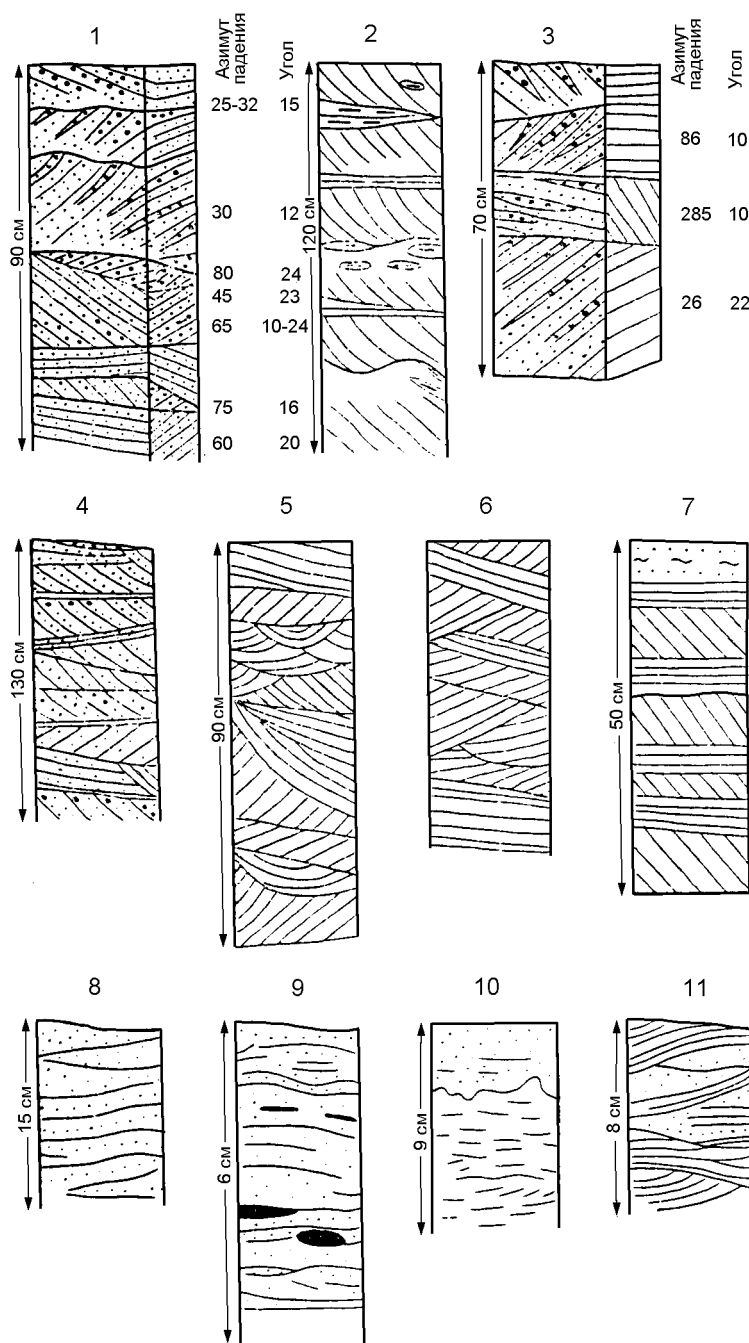 1
Азимут падения
Угол
2
3
Азимут падения
Угол
90 см
25-32 15
30 12
80 24
45 23
65 10-24
75 16
60 20
120 см
70 см
86 10
285 10
26 22
4
5
6
7
130 см
90 см
50 см
8
9
10
11
15 см
6 см
9 см
8 см